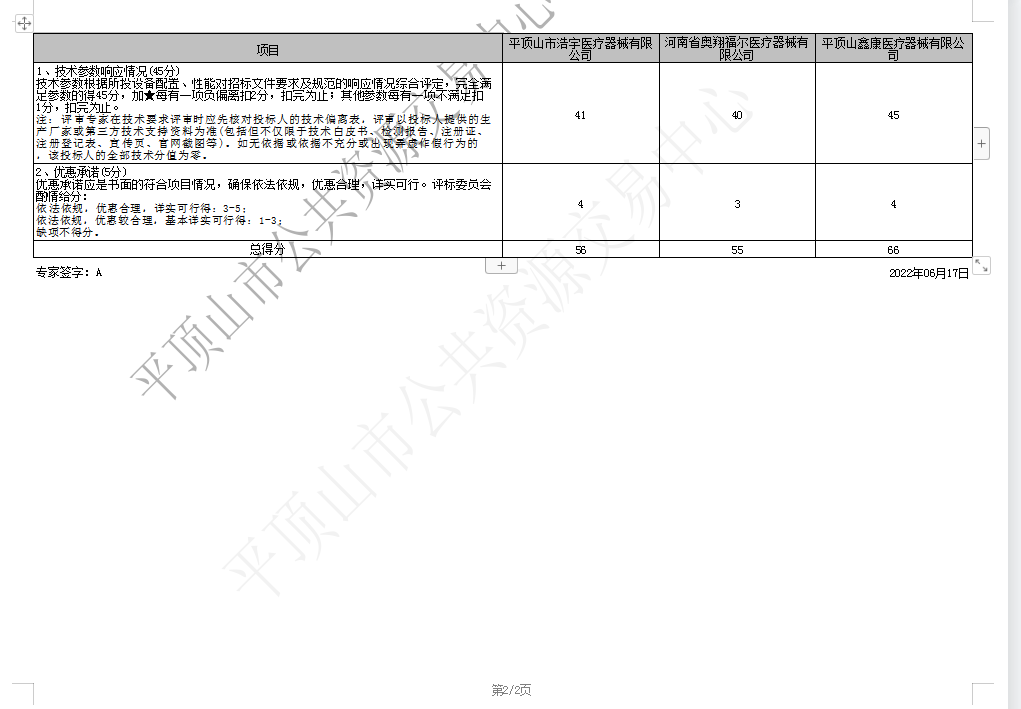 项目
平顶山市浩宇医疗器械有限
公司
河南省奥翔福尔医疗器械有
限公司
平顶山鑫康医疗器械有限公
司
1、技术参数响应情况(45分)
技术参数根据所投设备配置、性能对招标文件要求及规范的响应情况综合评定，完全满
足参数的得45分，加★每有一项负偏离扣2分，扣完为止；其他参数每有一项不满足扣
1分，扣完为止。
注：评审专家在技术要求评审时应先核对投标人的技术偏离表，评审以投标人提供的生
产厂家或第三方技术支持资料为准(包括但不仅限于技术白皮书、检测报告、注册证、
注册登记表、宣传页、官网截图等)。如无依据或依据不充分或出现弄虚作假行为的
，该投标人的全部技术分值为零。
41
40
45
2、优惠承诺(5分)
优惠承诺应是书面的符合项目情况，确保依法依规，优惠合理，详实可行。评标委员会
酌情给分：
依法依规，优惠合理，详实可行得：3-5；
依法依规，优惠较合理，基本详实可行得：1-3；
缺项不得分。
4
3
4
总得分
56
55
66
专家签字：A
2022年06月17日
平顶山市公共资源交易中心
平顶山市公共资源交易中心
第2/2页